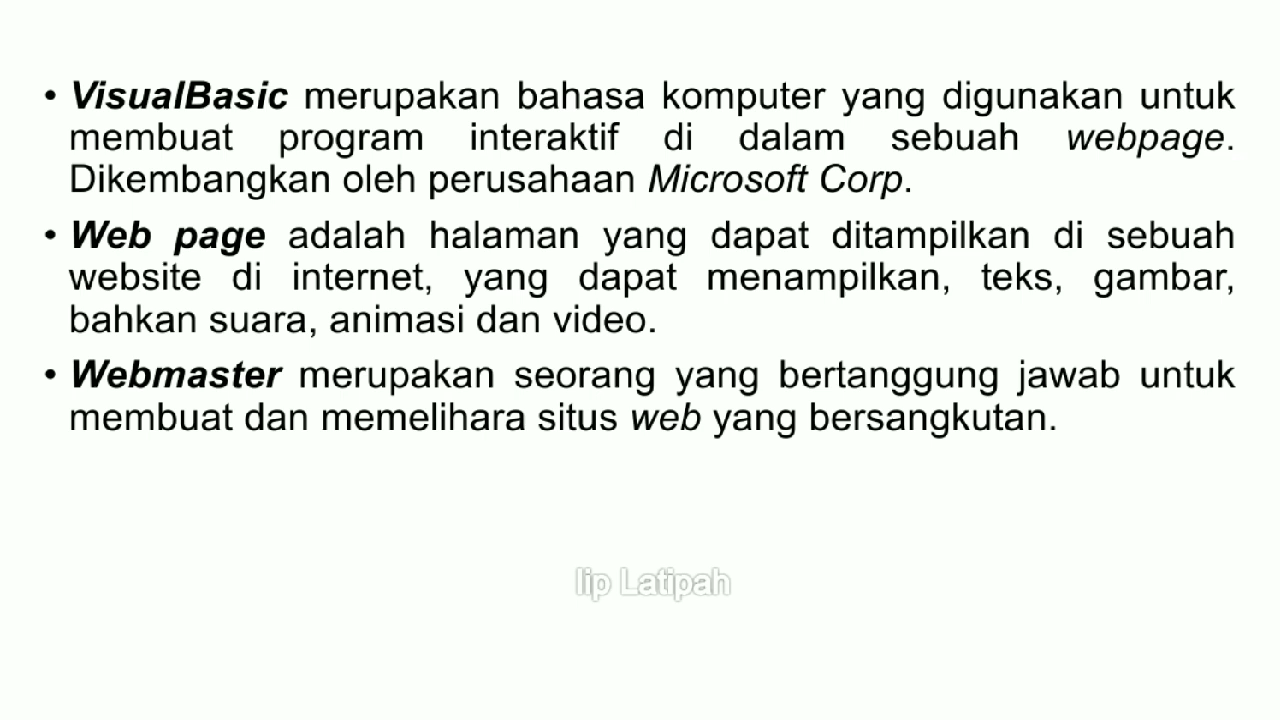 • VisualBasic merupakan bahasa komputer yang digunakan untuk
membuat program interaktif di dalam sebuah webpage.
Dikembangkan oleh perusahaan Microsoft Corp.
• Web page adalah halaman yang dapat ditampilkan di sebuah
website di internet, yang dapat menampilkan, teks, gambar,
bahkan suara, animasi dan video.
• Webmaster merupakan seorang yang bertanggung jawab untuk
membuat dan memelihara situs web yang bersangkutan.
Iip Latipah